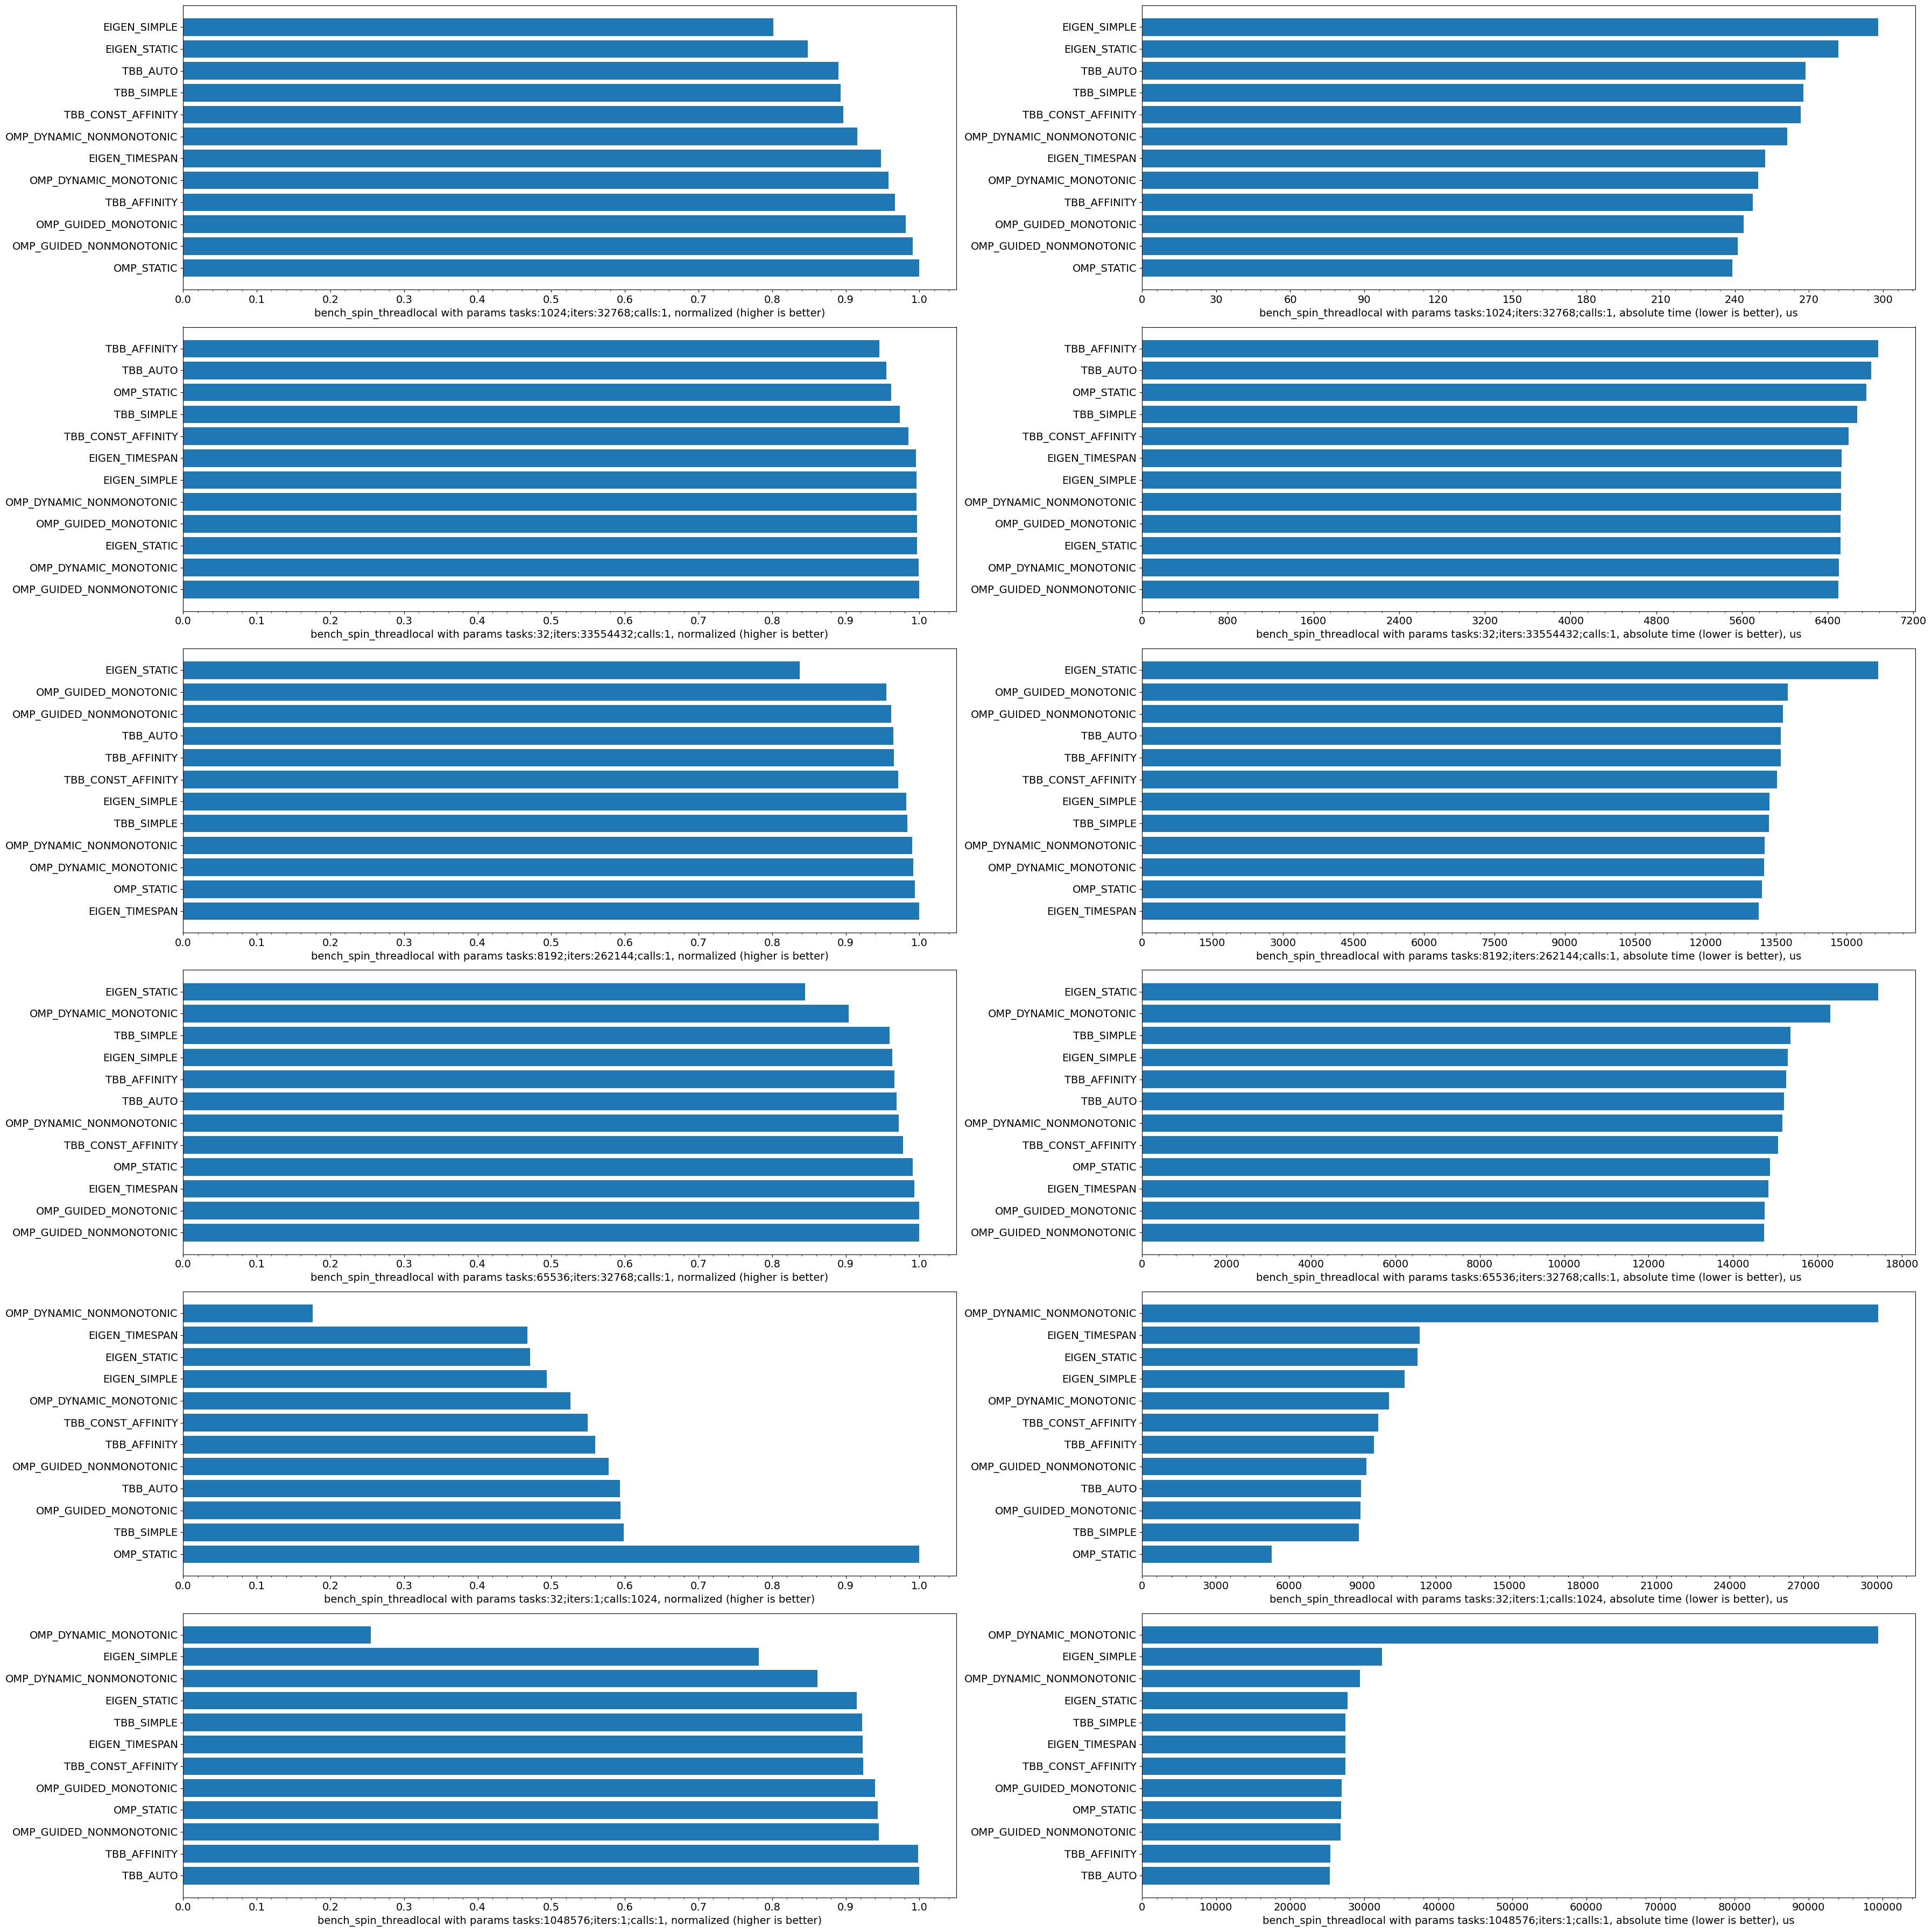 EIGEN_SIMPLE
EIGEN_STATIC
TBB_AUTO
TBB_SIMPLE
TBB_CONST_AFFINITY
OMP_DYNAMIC_NONMONOTONIC
EIGEN_TIMESPAN
OMP_DYNAMIC_MONOTONIC
TBB_AFFINITY
OMP_GUIDED_MONOTONIC
OMP_GUIDED_NONMONOTONIC
OMP_STATIC
0.0 0.1 0.2 0.3 0.4 0.5 0.6 0.7 0.8 0.9 1.0
bench_spin_threadlocal with params tasks:1024;iters:32768;calls:1, normalized (higher is better)
EIGEN_SIMPLE
EIGEN_STATIC
TBB_AUTO
TBB_SIMPLE
TBB_CONST_AFFINITY
OMP_DYNAMIC_NONMONOTONIC
EIGEN_TIMESPAN
OMP_DYNAMIC_MONOTONIC
TBB_AFFINITY
OMP_GUIDED_MONOTONIC
OMP_GUIDED_NONMONOTONIC
OMP_STATIC
0 30 60 90 120 150 180 210 240 270 300
bench_spin_threadlocal with params tasks:1024;iters:32768;calls:1, absolute time (lower is better), us
TBB_AFFINITY
TBB_AUTO
OMP_STATIC
TBB_SIMPLE
TBB_CONST_AFFINITY
EIGEN_TIMESPAN
EIGEN_SIMPLE
OMP_DYNAMIC_NONMONOTONIC
OMP_GUIDED_MONOTONIC
EIGEN_STATIC
OMP_DYNAMIC_MONOTONIC
OMP_GUIDED_NONMONOTONIC
0.0 0.1 0.2 0.3 0.4 0.5 0.6 0.7 0.8 0.9 1.0
bench_spin_threadlocal with params tasks:32;iters:33554432;calls:1, normalized (higher is better)
TBB_AFFINITY
TBB_AUTO
OMP_STATIC
TBB_SIMPLE
TBB_CONST_AFFINITY
EIGEN_TIMESPAN
EIGEN_SIMPLE
OMP_DYNAMIC_NONMONOTONIC
OMP_GUIDED_MONOTONIC
EIGEN_STATIC
OMP_DYNAMIC_MONOTONIC
OMP_GUIDED_NONMONOTONIC
0 800 1600 2400 3200 4000 4800 5600 6400 7200
bench_spin_threadlocal with params tasks:32;iters:33554432;calls:1, absolute time (lower is better), us
EIGEN_STATIC
OMP_GUIDED_MONOTONIC
OMP_GUIDED_NONMONOTONIC
TBB_AUTO
TBB_AFFINITY
TBB_CONST_AFFINITY
EIGEN_SIMPLE
TBB_SIMPLE
OMP_DYNAMIC_NONMONOTONIC
OMP_DYNAMIC_MONOTONIC
OMP_STATIC
EIGEN_TIMESPAN
0.0 0.1 0.2 0.3 0.4 0.5 0.6 0.7 0.8 0.9 1.0
bench_spin_threadlocal with params tasks:8192;iters:262144;calls:1, normalized (higher is better)
EIGEN_STATIC
OMP_GUIDED_MONOTONIC
OMP_GUIDED_NONMONOTONIC
TBB_AUTO
TBB_AFFINITY
TBB_CONST_AFFINITY
EIGEN_SIMPLE
TBB_SIMPLE
OMP_DYNAMIC_NONMONOTONIC
OMP_DYNAMIC_MONOTONIC
OMP_STATIC
EIGEN_TIMESPAN
0 1500 3000 4500 6000 7500 9000 10500 12000 13500 15000
bench_spin_threadlocal with params tasks:8192;iters:262144;calls:1, absolute time (lower is better), us
EIGEN_STATIC
OMP_DYNAMIC_MONOTONIC
TBB_SIMPLE
EIGEN_SIMPLE
TBB_AFFINITY
TBB_AUTO
OMP_DYNAMIC_NONMONOTONIC
TBB_CONST_AFFINITY
OMP_STATIC
EIGEN_TIMESPAN
OMP_GUIDED_MONOTONIC
OMP_GUIDED_NONMONOTONIC
0.0 0.1 0.2 0.3 0.4 0.5 0.6 0.7 0.8 0.9 1.0
bench_spin_threadlocal with params tasks:65536;iters:32768;calls:1, normalized (higher is better)
EIGEN_STATIC
OMP_DYNAMIC_MONOTONIC
TBB_SIMPLE
EIGEN_SIMPLE
TBB_AFFINITY
TBB_AUTO
OMP_DYNAMIC_NONMONOTONIC
TBB_CONST_AFFINITY
OMP_STATIC
EIGEN_TIMESPAN
OMP_GUIDED_MONOTONIC
OMP_GUIDED_NONMONOTONIC
0 2000 4000 6000 8000 10000 12000 14000 16000 18000
bench_spin_threadlocal with params tasks:65536;iters:32768;calls:1, absolute time (lower is better), us
OMP_DYNAMIC_NONMONOTONIC
EIGEN_TIMESPAN
EIGEN_STATIC
EIGEN_SIMPLE
OMP_DYNAMIC_MONOTONIC
TBB_CONST_AFFINITY
TBB_AFFINITY
OMP_GUIDED_NONMONOTONIC
TBB_AUTO
OMP_GUIDED_MONOTONIC
TBB_SIMPLE
OMP_STATIC
0.0 0.1 0.2 0.3 0.4 0.5 0.6 0.7 0.8 0.9 1.0
bench_spin_threadlocal with params tasks:32;iters:1;calls:1024, normalized (higher is better)
OMP_DYNAMIC_NONMONOTONIC
EIGEN_TIMESPAN
EIGEN_STATIC
EIGEN_SIMPLE
OMP_DYNAMIC_MONOTONIC
TBB_CONST_AFFINITY
TBB_AFFINITY
OMP_GUIDED_NONMONOTONIC
TBB_AUTO
OMP_GUIDED_MONOTONIC
TBB_SIMPLE
OMP_STATIC
0 3000 6000 9000 12000 15000 18000 21000 24000 27000 30000
bench_spin_threadlocal with params tasks:32;iters:1;calls:1024, absolute time (lower is better), us
OMP_DYNAMIC_MONOTONIC
EIGEN_SIMPLE
OMP_DYNAMIC_NONMONOTONIC
EIGEN_STATIC
TBB_SIMPLE
EIGEN_TIMESPAN
TBB_CONST_AFFINITY
OMP_GUIDED_MONOTONIC
OMP_STATIC
OMP_GUIDED_NONMONOTONIC
TBB_AFFINITY
TBB_AUTO
0.0 0.1 0.2 0.3 0.4 0.5 0.6 0.7 0.8 0.9 1.0
bench_spin_threadlocal with params tasks:1048576;iters:1;calls:1, normalized (higher is better)
OMP_DYNAMIC_MONOTONIC
EIGEN_SIMPLE
OMP_DYNAMIC_NONMONOTONIC
EIGEN_STATIC
TBB_SIMPLE
EIGEN_TIMESPAN
TBB_CONST_AFFINITY
OMP_GUIDED_MONOTONIC
OMP_STATIC
OMP_GUIDED_NONMONOTONIC
TBB_AFFINITY
TBB_AUTO
0 10000 20000 30000 40000 50000 60000 70000 80000 90000 100000
bench_spin_threadlocal with params tasks:1048576;iters:1;calls:1, absolute time (lower is better), us